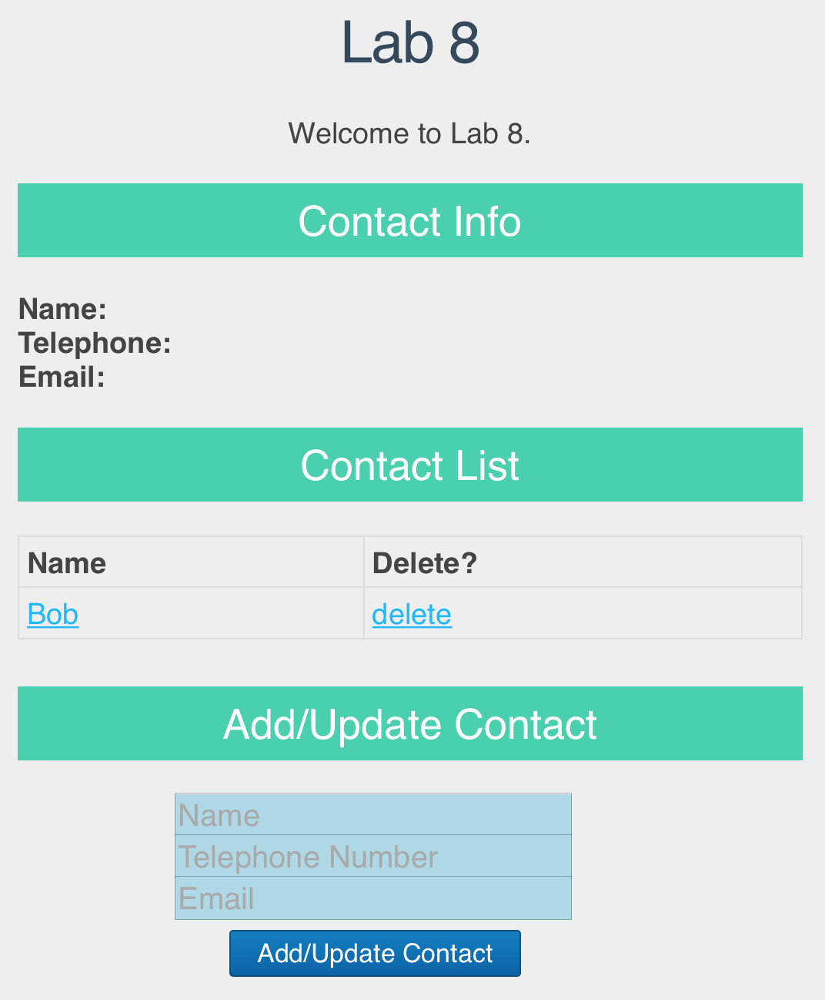 Lab 8
Welcome to Lab 8.
Contact Info
Name:
Telephone:
Email:
Contact List
Name Delete?
Bob delete
Add/Update Contact
Name
Telephone Number
Email
Add/Update Contact